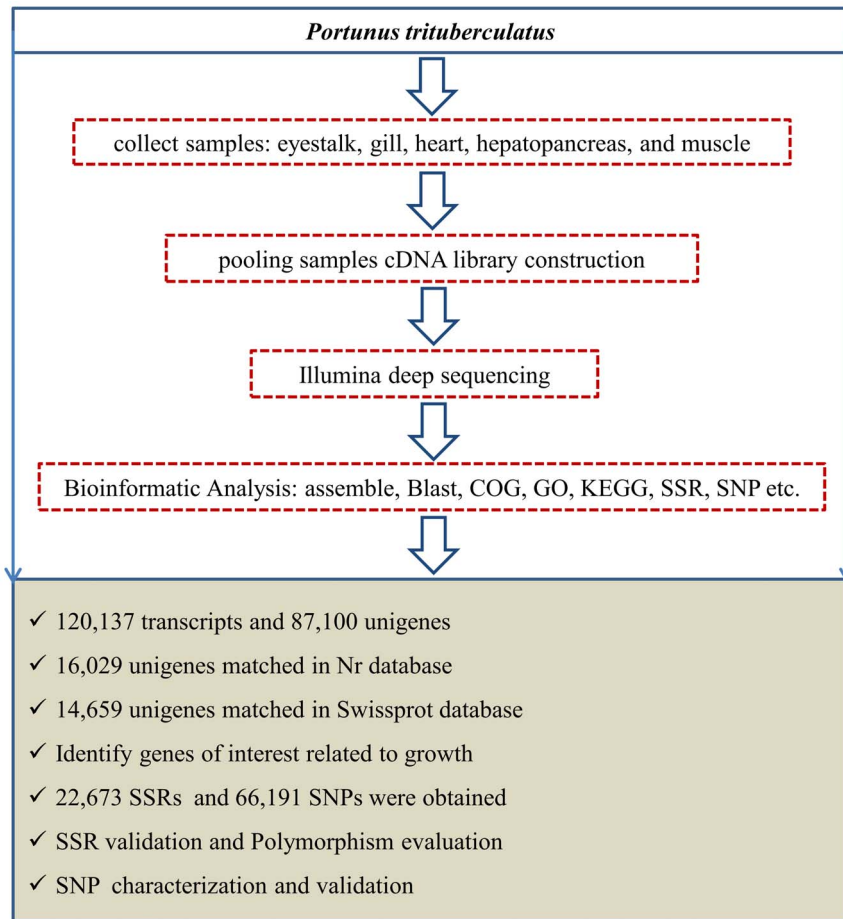 Portunus trituberculatus
collect samples: eyestalk, gill, heart, hepatopancreas, and muscle
pooling samples cDNA library construction
Illumina deep sequencing
Bioinformatic Analysis: assemble, Blast, COG, GO, KEGG, SSR, SNP etc.
✓ 120,137 transcripts and 87,100 unigenes
✓ 16,029 unigenes matched in Nr database
✓ 14,659 unigenes matched in Swissprot database
✓ Identify genes of interest related to growth
✓ 22,673 SSRs and 66,191 SNPs were obtained
✓ SSR validation and Polymorphism evaluation
✓ SNP characterization and validation